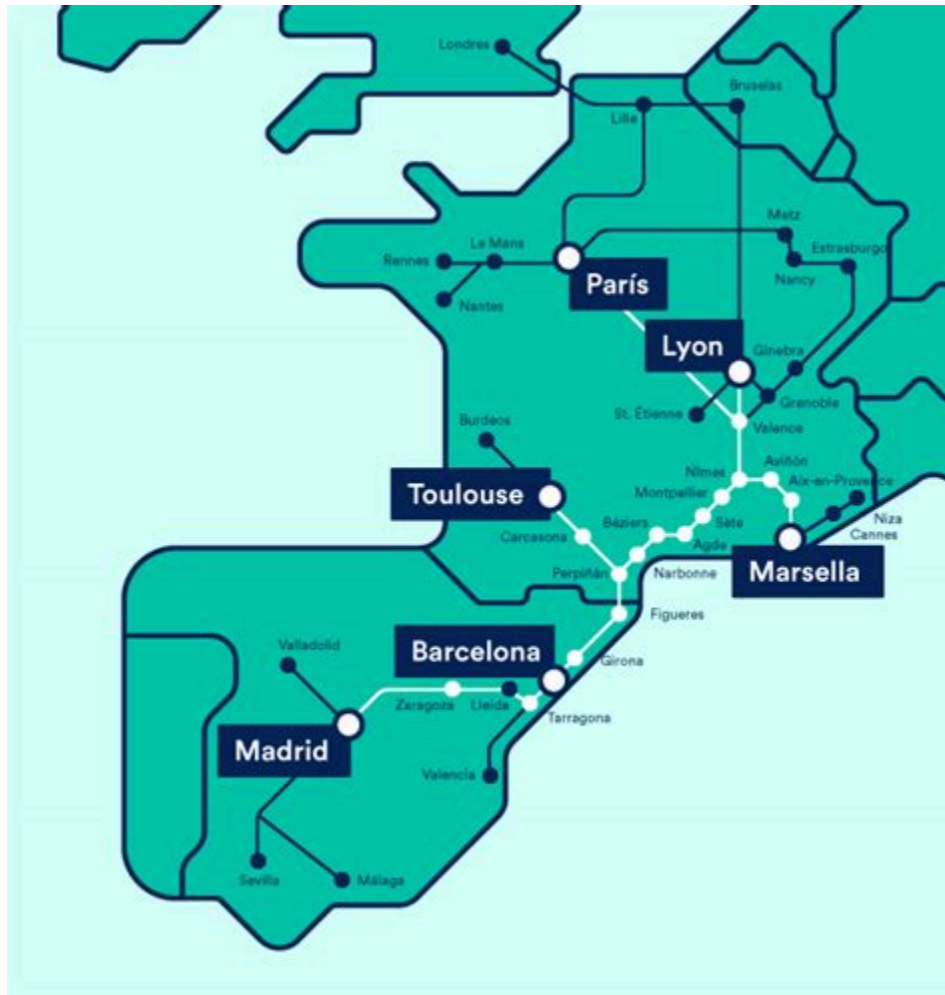 Londres
Bruselas
Lille
Metz
Estrasburgo
Le Mans
Rennes
Nancy
París
Nantes
Lyon
Ginebra
Grenoble
St. Étienne
Burdeos
Valence
Nîmes
Aviñón
Aix-en-Provence
Toulouse
Montpellier
Béziers
Sète
Niza
Carcasona
Agde
Cannes
Perpiñán
Narbonne
Marsella
Figueres
Valladolid
Barcelona
Girona
Zaragoza
Lleida
Tarragona
Madrid
Valencia
Sevilla
Málaga